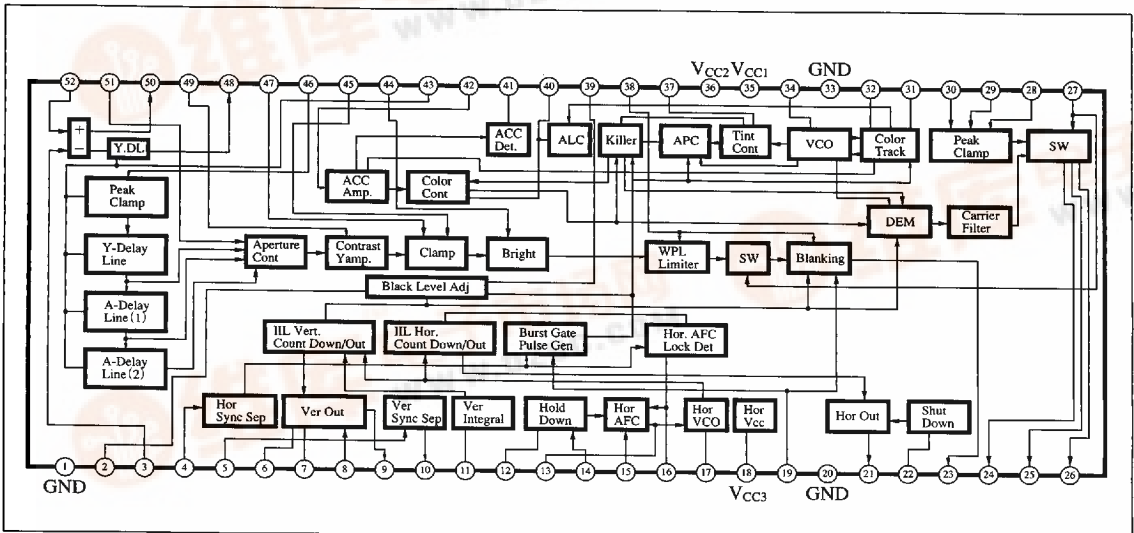 52 51 50 49 48 47 46 45 44 43 42 41 40 39 38 37 36 35 34 33 32 31 30 29 28 27
VCC2 VCC1 GND
+
−
Y.DL
ACC
Det.
ALC
Killer
APC
Tint
Cont
VCO
Color
Track
Peak
Clamp
SW
Peak
Clamp
ACC
Amp.
Color
Cont
DEM
Carrier
Filter
Y-Delay
Line
Aperture
Cont
Contrast
Yamp.
Clamp
Bright
WPL
Limiter
SW
Blanking
Black Level Adj
A-Delay
Line(1)
IIL Vert.
Count Down/Out
IIL Hor.
Count Down/Out
Burst Gate
Pulse Gen
Hor. AFC
Lock Det
A-Delay
Line(2)
Hor
Sync Sep
Ver Out
Ver
Sync Sep
Ver
Integral
Hold
Down
Hor
AFC
Hor
VCO
Hor
Vcc
Hor Out
Shut
Down
1 2 3 4 5 6 7 8 9 10 11 12 13 14 15 16 17 18 19 20 21 22 23 24 25 26
GND VCC3 GND